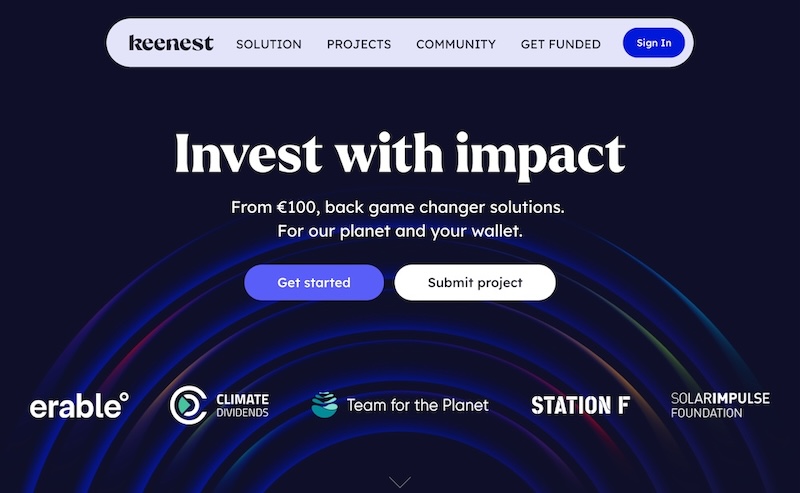 keenest SOLUTION PROJECTS COMMUNITY GET FUNDED Sign In
Invest with impact
From €100, back game changer solutions.
For our planet and your wallet.
Get started Submit project
erable°
CLIMATE
DIVIDENDS
Team for the Planet
STATION F
SOLARIMPULSE
FOUNDATION